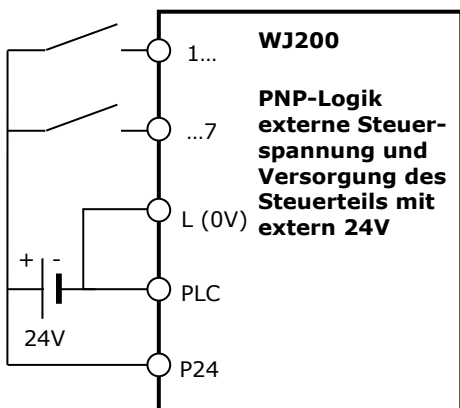 WJ200
1...
PNP-Logik
externe Steuer-
spannung und
Versorgung des
Steuerteils mit
extern 24V
...7
L (0V)
+ -
PLC
24V
P24